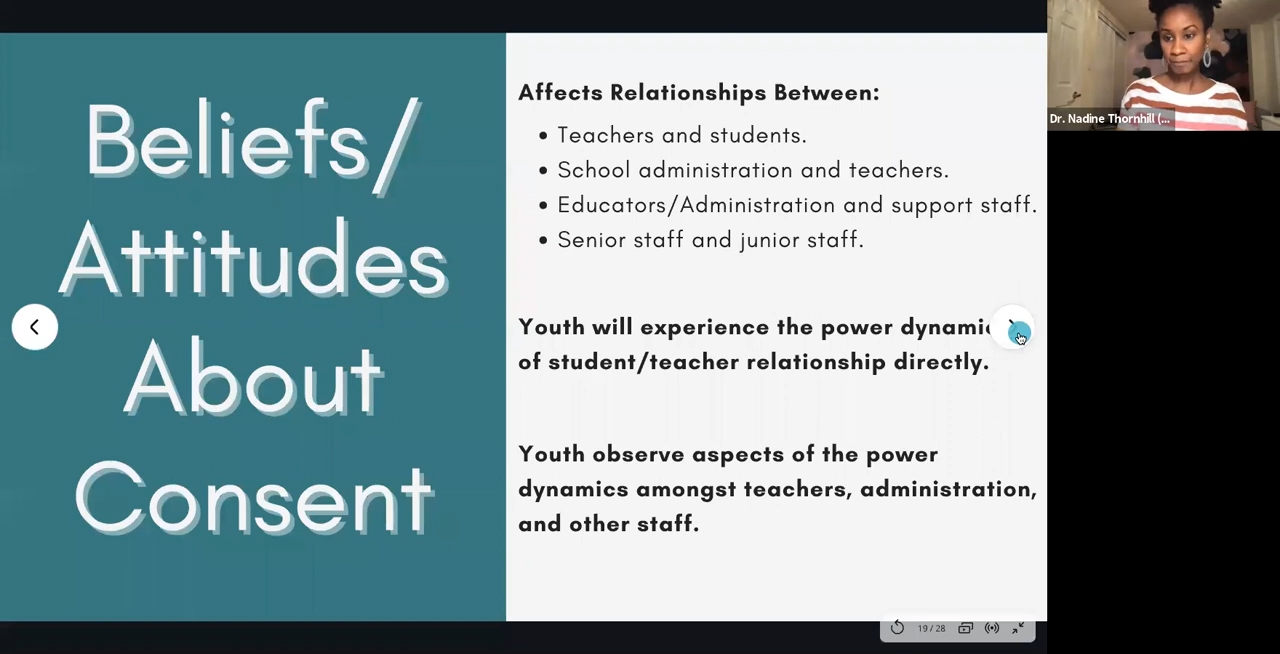 Beliefs/
Attitudes
About
Consent
Affects Relationships Between:
• Teachers and students.
• School administration and teachers.
• Educators/Administration and support staff.
• Senior staff and junior staff.
Youth will experience the power
of student/teacher relationship directly.
Youth observe aspects of the power
dynamics amongst teachers, administration,
and other staff.
Dr. Nadine Thornhill (...
19 / 28